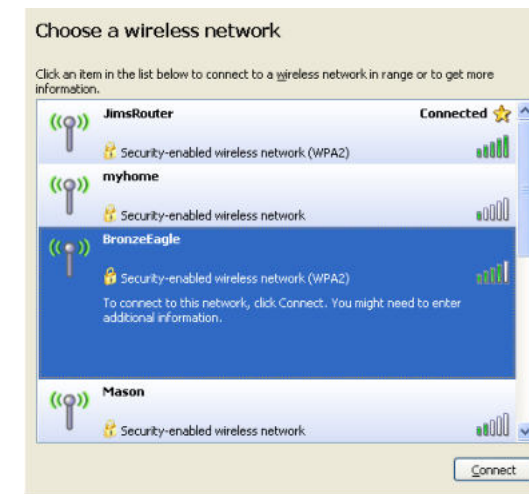 Choose a wireless network
Click an item in the list below to connect to a wireless network in range or to get more
information.
JimsRouter Connected
Security-enabled wireless network (WPA2)
myhome
Security-enabled wireless network
BronzeEagle
Security-enabled wireless network (WPA2)
To connect to this network, click Connect. You might need to enter
additional information.
Mason
Security-enabled wireless network
Connect